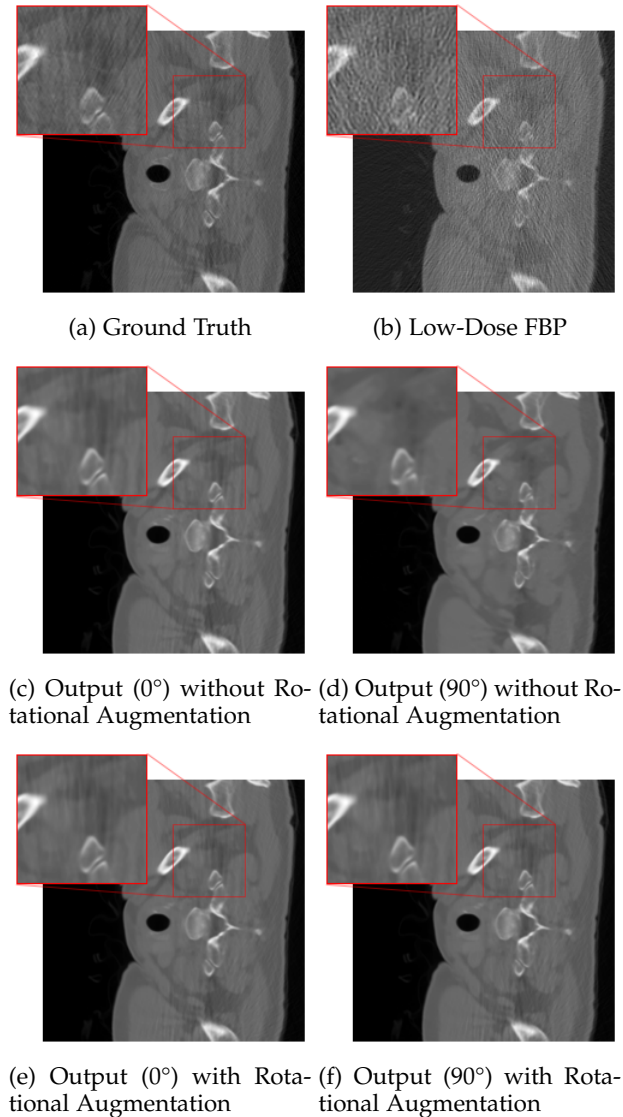 (a) Ground Truth
(b) Low-Dose FBP
(c) Output (0°) without Ro-
tational Augmentation
(d) Output (90°) without Ro-
tational Augmentation
(e) Output (0°) with Rota-
tional Augmentation
(f) Output (90°) with Rota-
tional Augmentation